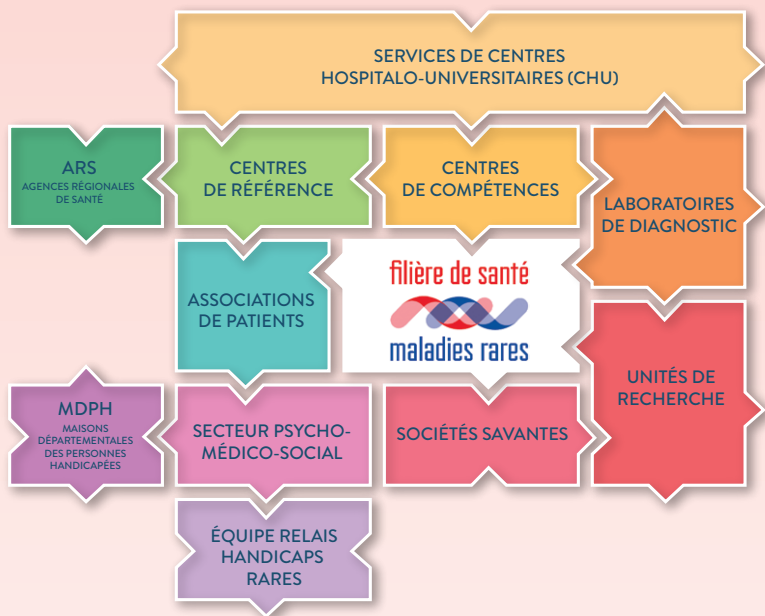 SERVICES DE CENTRES
HOSPITALO-UNIVERSITAIRES (CHU)
ARS
AGENCES RÉGIONALES
DE SANTÉ
CENTRES
DE RÉFÉRENCE
CENTRES
DE COMPÉTENCES
LABORATOIRES
DE DIAGNOSTIC
ASSOCIATIONS
DE PATIENTS
filière de santé
maladies rares
UNITÉS DE
RECHERCHE
MDPH
MAISONS
DÉPARTEMENTALES
DES PERSONNES
HANDICAPÉES
SECTEUR PSYCHO-
MÉDICO-SOCIAL
SOCIÉTÉS SAVANTES
ÉQUIPE RELAIS
HANDICAPS
RARES